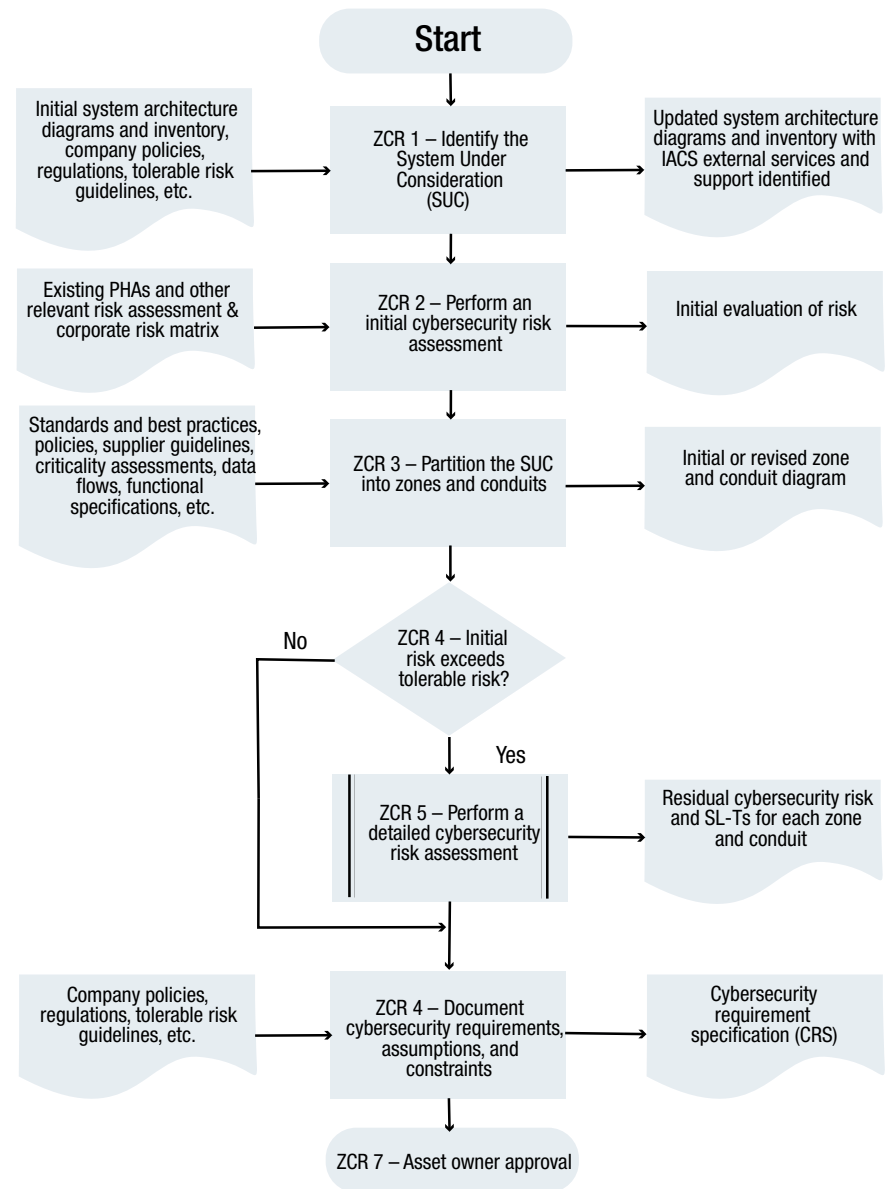 Start
Initial system architecture
diagrams and inventory,
company policies,
regulations, tolerable risk
guidelines, etc.
ZCR 1 – Identify the
System Under
Consideration
(SUC)
Updated system architecture
diagrams and inventory with
IACS external services and
support identified
Existing PHAs and other
relevant risk assessment &
corporate risk matrix
ZCR 2 – Perform an
initial cybersecurity risk
assessment
Initial evaluation of risk
Standards and best practices,
policies, supplier guidelines,
criticality assessments, data
flows, functional
specifications, etc.
ZCR 3 – Partition the SUC
into zones and conduits
Initial or revised zone
and conduit diagram
ZCR 4 – Initial
risk exceeds
tolerable risk?
No
Yes
ZCR 5 – Perform a
detailed cybersecurity
risk assessment
Residual cybersecurity risk
and SL-Ts for each zone
and conduit
Company policies,
regulations, tolerable risk
guidelines, etc.
ZCR 4 – Document
cybersecurity requirements,
assumptions, and
constraints
Cybersecurity
requirement
specification (CRS)
ZCR 7 – Asset owner approval